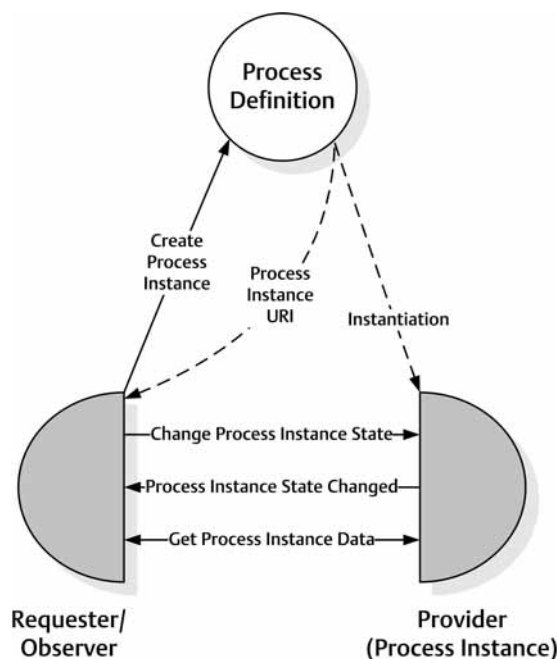 Process
Definition
Create
Process
Instance
Process
Instance
URI
Instantiation
Change Process Instance State
Process Instance State Changed
Get Process Instance Data
Requester/
Observer
Provider
(Process Instance)